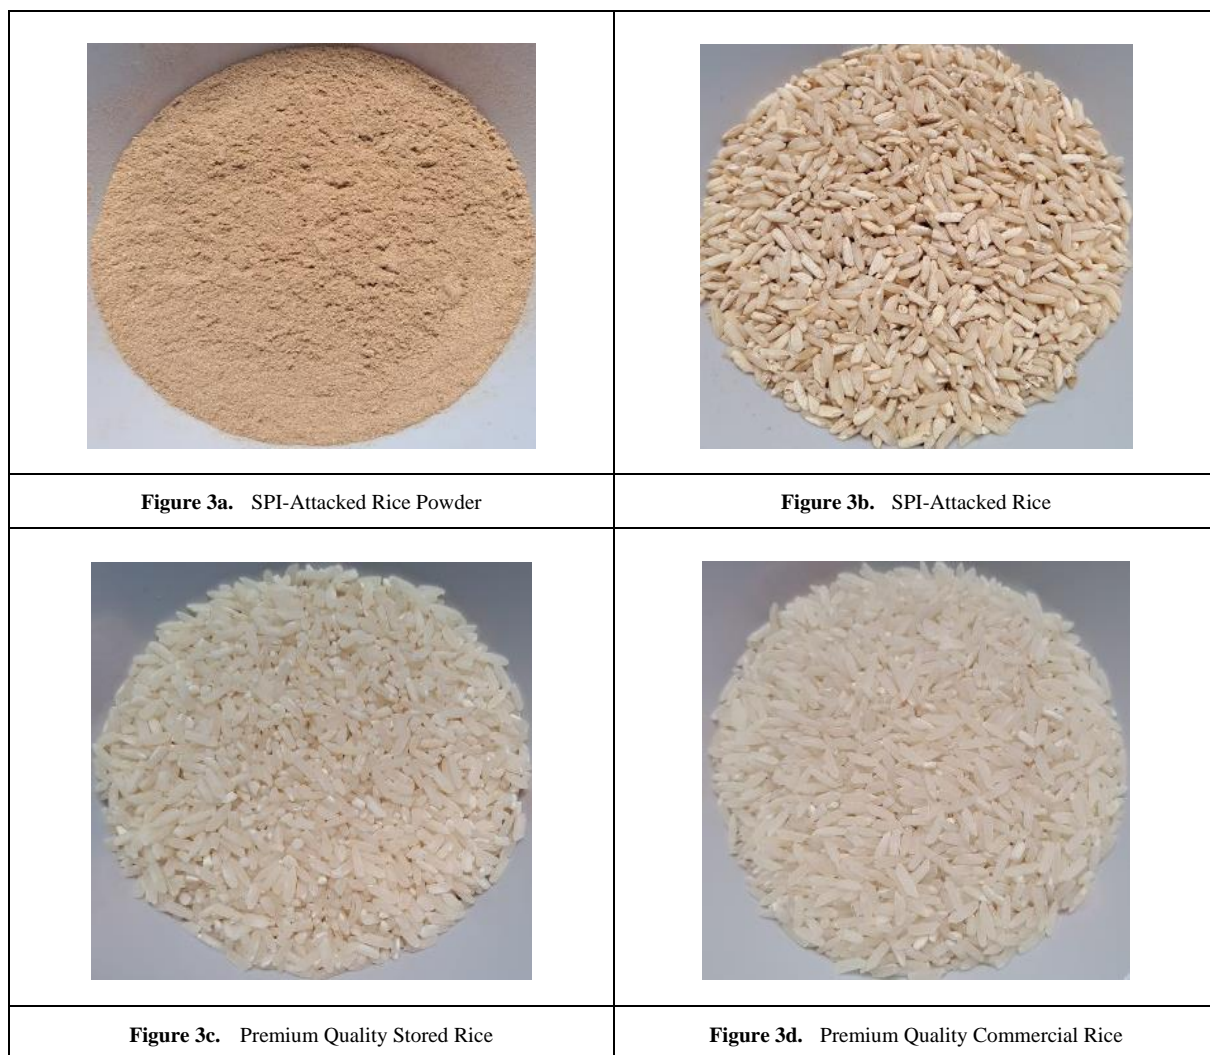 Figure 3a. SPI-Attacked Rice Powder
Figure 3b. SPI-Attacked Rice
Figure 3c. Premium Quality Stored Rice
Figure 3d. Premium Quality Commercial Rice